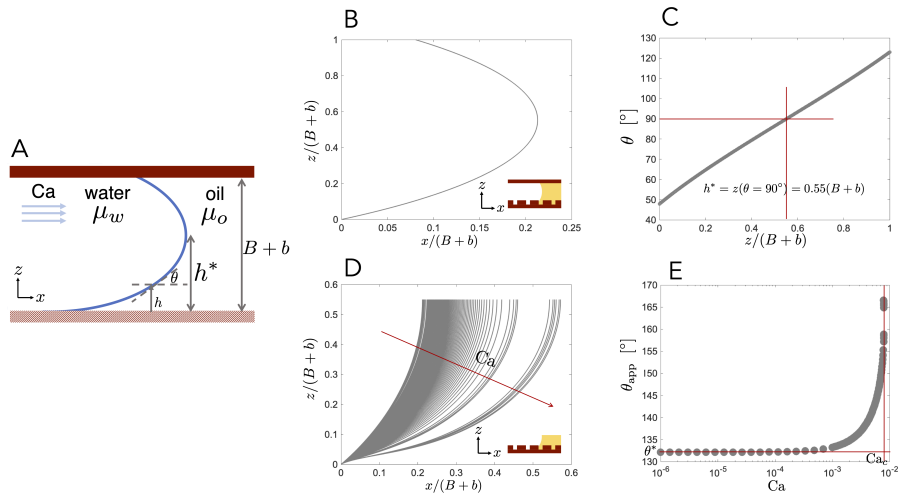 A
Ca
water
oil
μ_w
μ_o
B + b
h*
θ
h
z
x
B
1
0.8
0.6
0.4
0.2
0
z/(B + b)
z
x
0
0.05
0.1
0.15
0.2
0.25
x/(B + b)
C
130
120
110
100
90
80
70
60
50
40
θ [°]
h* = z(θ = 90°) = 0.55(B + b)
0
0.2
0.4
0.6
0.8
1
z/(B + b)
D
0.6
0.5
0.4
0.3
0.2
0.1
0
z/(B + b)
Ca
z
x
0
0.1
0.2
0.3
0.4
0.5
0.6
x/(B + b)
E
170
165
160
155
150
145
140
135
θ*
130
θ_app [°]
Ca_c
10^-6
10^-5
10^-4
10^-3
10^-2
Ca